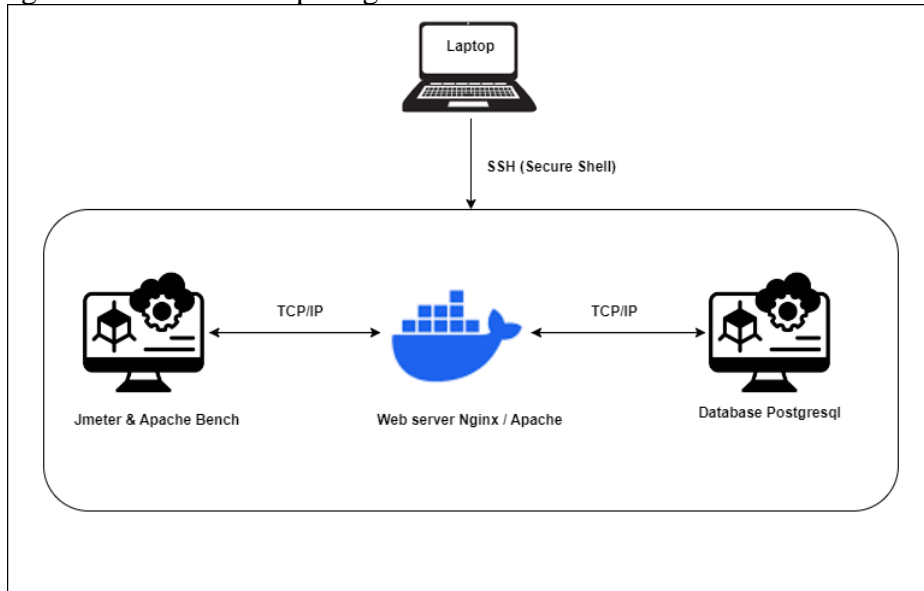 Laptop
SSH (Secure Shell)
TCP/IP
TCP/IP
Jmeter & Apache Bench
Web server Nginx / Apache
Database Postgresql